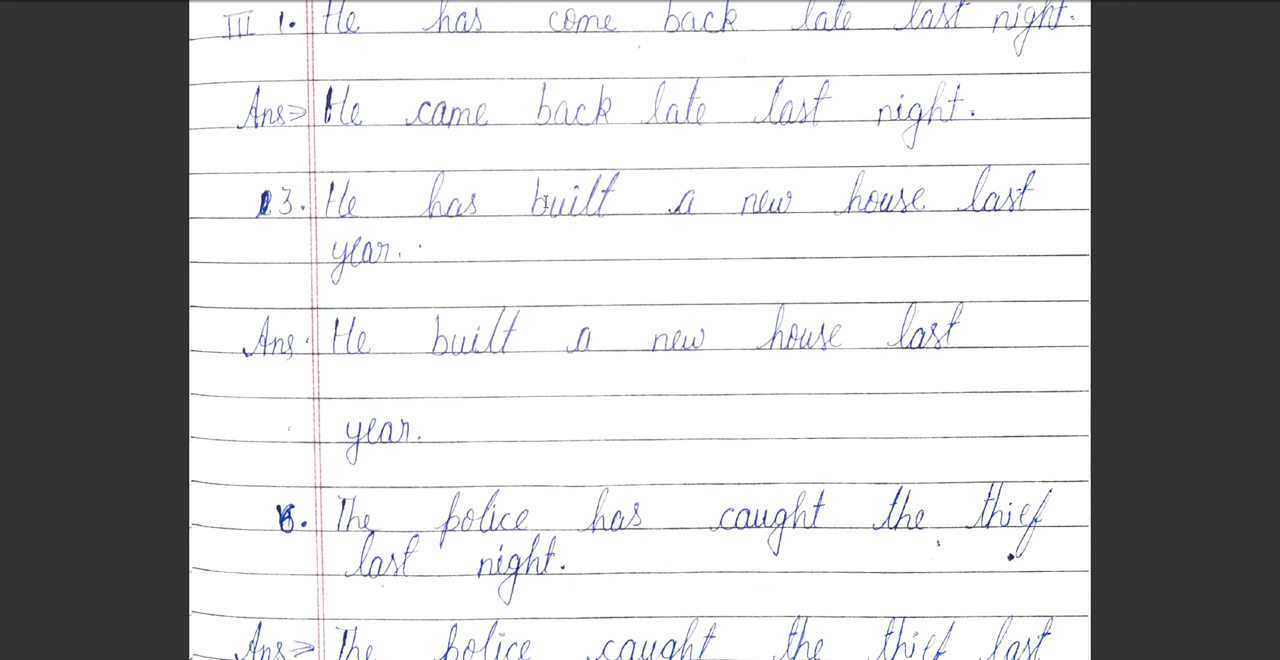 III 1. He has come back late last night.
Ans⇒ He came back late last night.
3. He has built a new house last
year.
Ans. He built a new house last
year.
6. The police has caught the thief
last night.
Ans⇒ The police caught the thief last